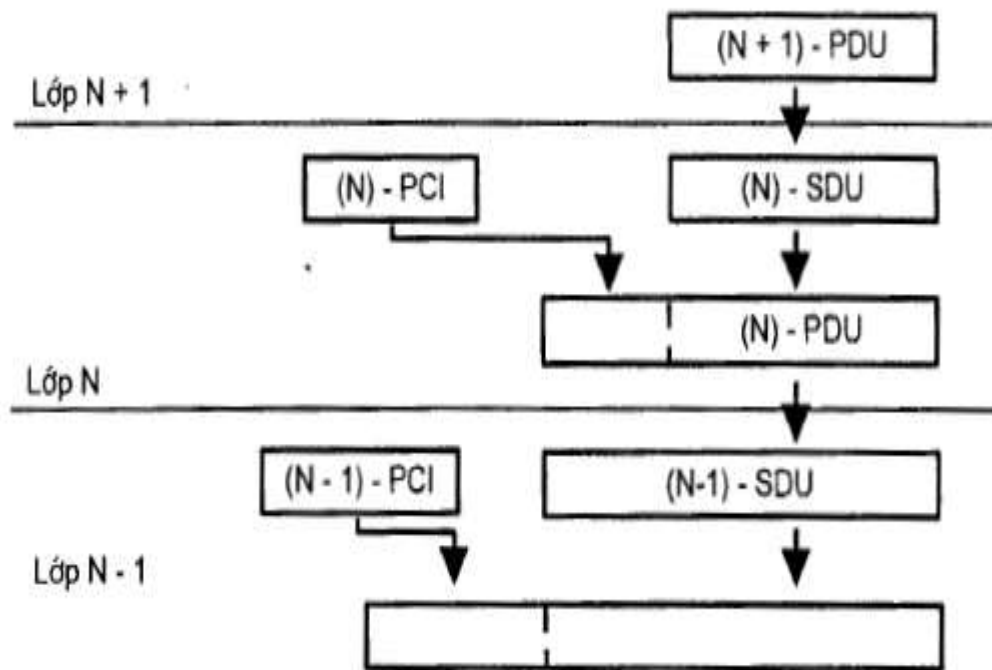 (N + 1) - PDU
Lớp N + 1
(N) - PCI
(N) - SDU
(N) - PDU
Lớp N
(N - 1) - PCI
(N-1) - SDU
Lớp N - 1